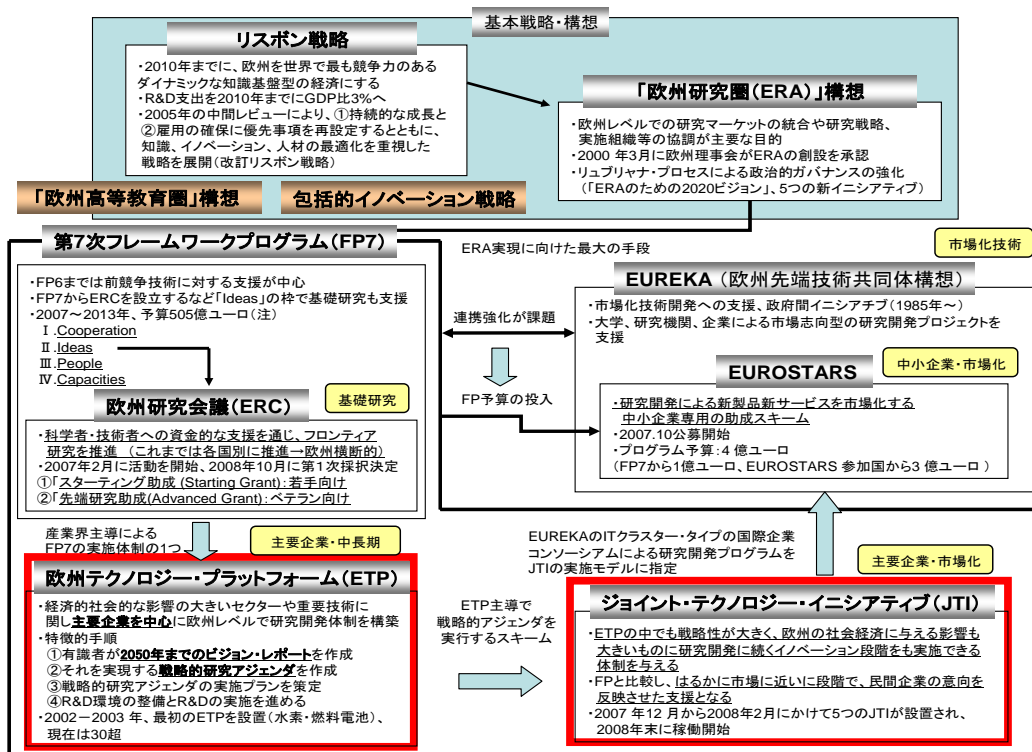 基本戦略・構想
リスボン戦略
・2010年までに、欧州を世界で最も競争力のある
ダイナミックな知識基盤型の経済にする
・R&D支出を2010年までにGDP比3%へ
・2005年の中間レビューにより、①持続的な成長と
②雇用の確保に優先事項を再設定するとともに、
知識、イノベーション、人材の最適化を重視した
戦略を展開(改訂リスボン戦略)
「欧州研究圏(ERA)」構想
・欧州レベルでの研究マーケットの統合や研究戦略、
実施組織等の協調が主要な目的
・2000 年3月に欧州理事会がERAの創設を承認
・リュブリャナ・プロセスによる政治的ガバナンスの強化
(「ERAのための2020ビジョン」、5つの新イニシアティブ)
「欧州高等教育圏」構想
包括的イノベーション戦略
第7次フレームワークプログラム(FP7)
・FP6までは前競争技術に対する支援が中心
・FP7からERCを設立するなど「Ideas」の枠で基礎研究も支援
・2007~2013年、予算505億ユーロ(注)
Ⅰ.Cooperation
Ⅱ.Ideas
Ⅲ.People
Ⅳ.Capacities
ERA実現に向けた最大の手段
市場化技術
EUREKA (欧州先端技術共同体構想)
・市場化技術開発への支援、政府間イニシアチブ(1985年~)
・大学、研究機関、企業による市場志向型の研究開発プロジェクトを
支援
連携強化が課題
FP予算の投入
中小企業・市場化
EUROSTARS
・研究開発による新製品新サービスを市場化する
中小企業専用の助成スキーム
・2007.10公募開始
・プログラム予算:4 億ユーロ
(FP7から1億ユーロ、EUROSTARS 参加国から3 億ユーロ )
基礎研究
欧州研究会議(ERC)
・科学者・技術者への資金的な支援を通じ、フロンティア
研究を推進 (これまでは各国別に推進→欧州横断的)
・2007年2月に活動を開始、2008年10月に第1次採択決定
①「スターティング助成 (Starting Grant):若手向け
②「先端研究助成(Advanced Grant):ベテラン向け
産業界主導による
FP7の実施体制の1つ
主要企業・中長期
欧州テクノロジー・プラットフォーム(ETP)
・経済的社会的な影響の大きいセクターや重要技術に
関し主要企業を中心に欧州レベルで研究開発体制を構築
・特徴的手順
①有識者が2050年までのビジョン・レポートを作成
②それを実現する戦略的研究アジェンダを作成
③戦略的研究アジェンダの実施プランを策定
④R&D環境の整備とR&Dの実施を進める
・2002-2003 年、最初のETPを設置(水素・燃料電池)、
現在は30超
ETP主導で
戦略的アジェンダを
実行するスキーム
EUREKAのITクラスター・タイプの国際企業
コンソーシアムによる研究開発プログラムを
JTIの実施モデルに指定
主要企業・市場化
ジョイント・テクノロジー・イニシアティブ(JTI)
・ETPの中でも戦略性が大きく、欧州の社会経済に与える影響も
大きいものに研究開発に続くイノベーション段階をも実施できる
体制を与える
・FPと比較し、はるかに市場に近いに段階で、民間企業の意向を
反映させた支援となる
・2007 年12 月から2008年2月にかけて5つのJTIが設置され、
2008年末に稼働開始